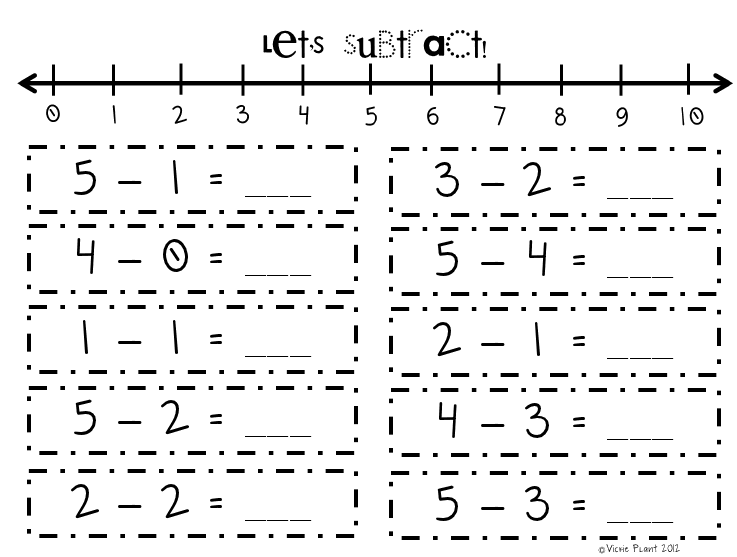 Let's suBtract!
0 1 2 3 4 5 6 7 8 9 10
5 – 1 = ___
3 – 2 = ___
4 – 0 = ___
5 – 4 = ___
1 – 1 = ___
2 – 1 = ___
5 – 2 = ___
4 – 3 = ___
2 – 2 = ___
5 – 3 = ___
©Vickie Plant 2012